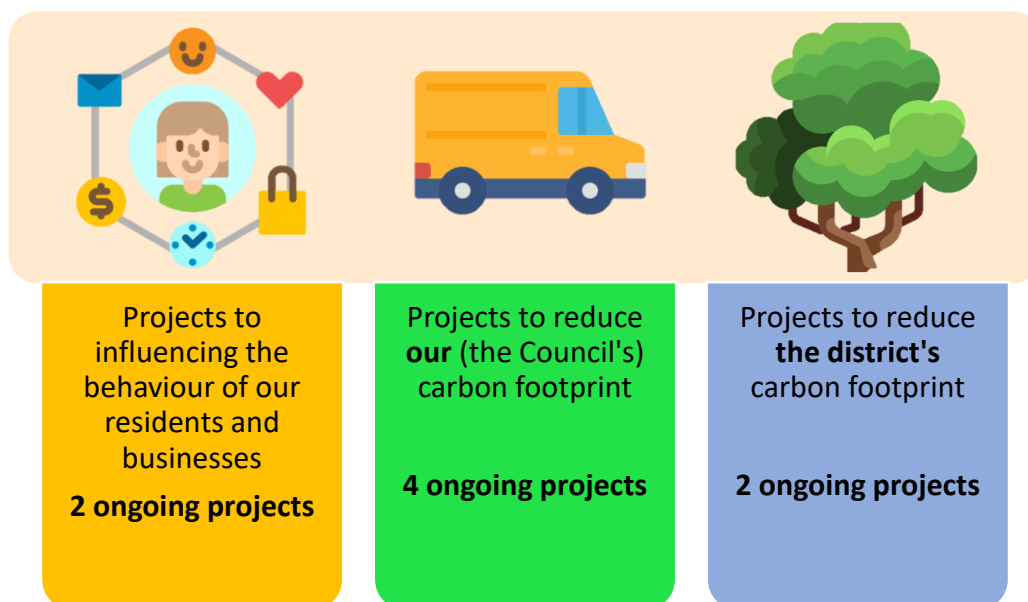 Projects to
influencing the
behaviour of our
residents and
businesses
2 ongoing projects
Projects to reduce
our (the Council's)
carbon footprint
4 ongoing projects
Projects to reduce
the district's
carbon footprint
2 ongoing projects